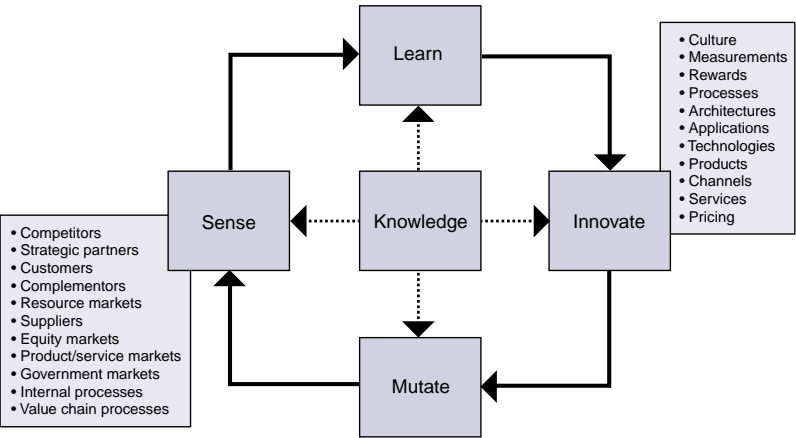 Learn
• Culture
• Measurements
• Rewards
• Processes
• Architectures
• Applications
• Technologies
• Products
• Channels
• Services
• Pricing
Sense
Knowledge
Innovate
• Competitors
• Strategic partners
• Customers
• Complementors
• Resource markets
• Suppliers
• Equity markets
• Product/service markets
• Government markets
• Internal processes
• Value chain processes
Mutate